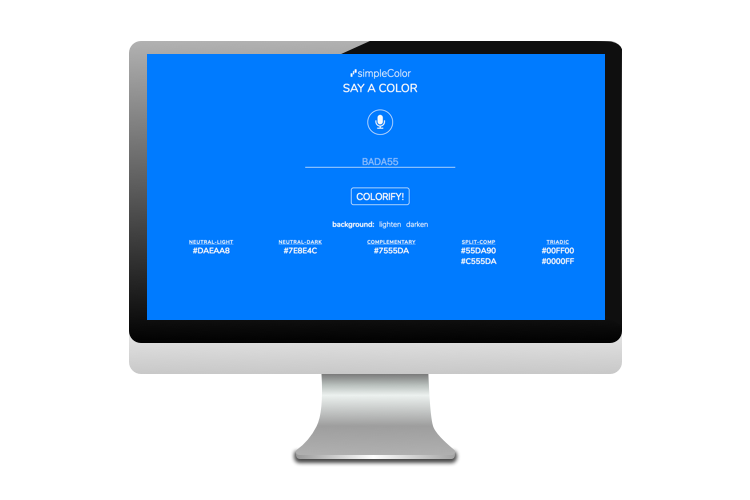 simpleColor
SAY A COLOR
BADA55
COLORIFY!
background: lighten darken
NEUTRAL-LIGHT
#DAEAA8
NEUTRAL-DARK
#7E8E4C
COMPLEMENTARY
#7555DA
SPLIT-COMP
#55DA90
#C555DA
TRIADIC
#00FF00
#0000FF